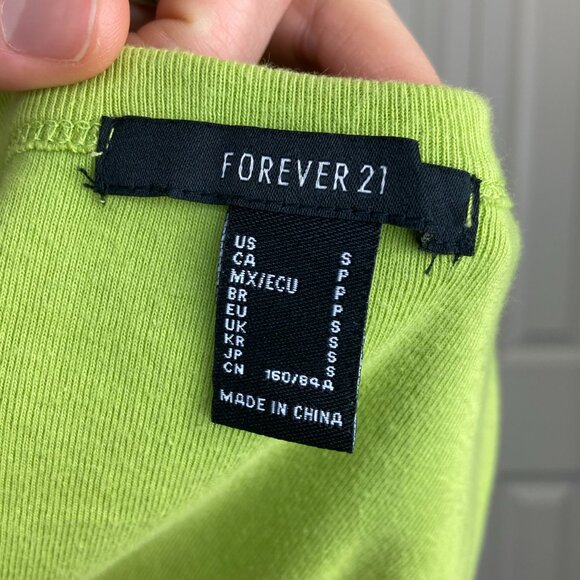 FOREVER 21
US S
CA P
MX/ECU P
BR P
EU S
UK S
KR S
JP S
CN 160/84A
MADE IN CHINA